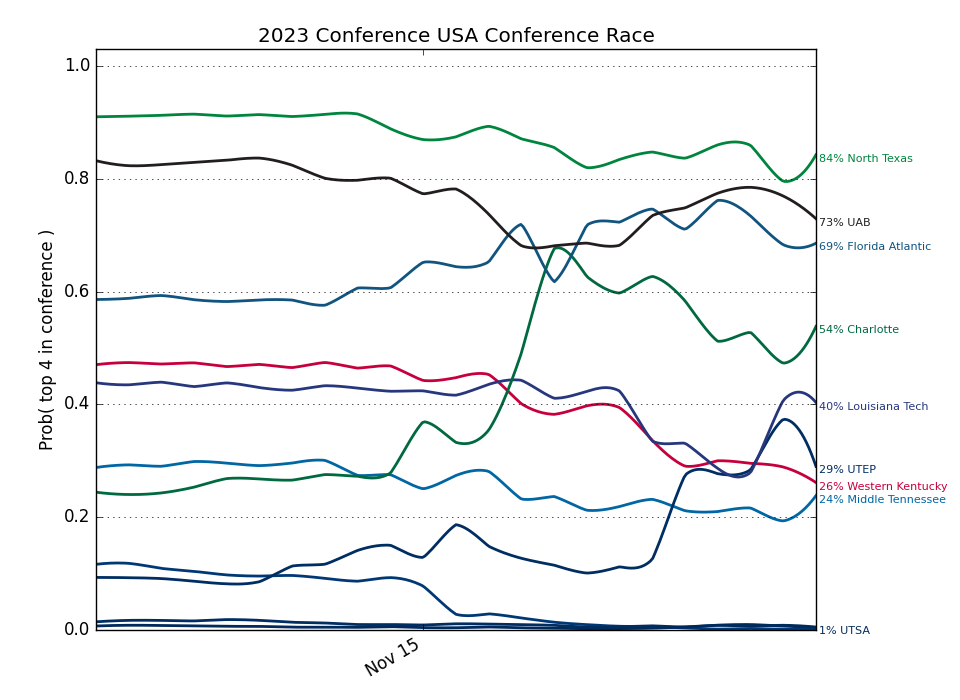 2023 Conference USA Conference Race
1.0
0.8
0.6
0.4
0.2
0.0
Prob( top 4 in conference )
Nov 15
84% North Texas
73% UAB
69% Florida Atlantic
54% Charlotte
40% Louisiana Tech
29% UTEP
26% Western Kentucky
24% Middle Tennessee
1% UTSA